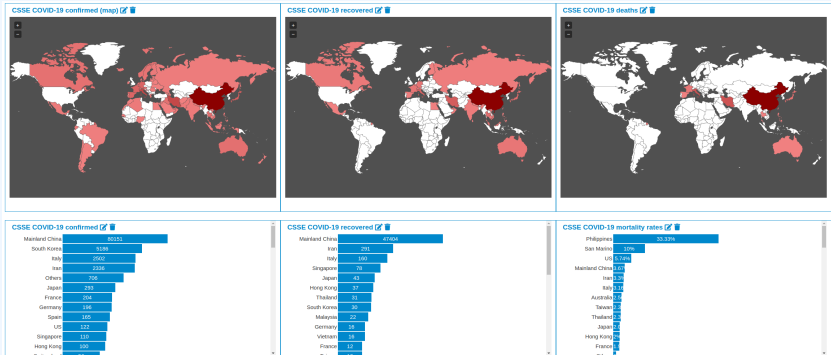 CSSE COVID-19 confirmed (map)
CSSE COVID-19 recovered
CSSE COVID-19 deaths
+
−
+
−
+
−
CSSE COVID-19 confirmed
Mainland China 80151
South Korea 5186
Italy 2502
Iran 2336
Others 706
Japan 293
France 204
Germany 196
Spain 165
US 122
Singapore 110
Hong Kong 100
CSSE COVID-19 recovered
Mainland China 47404
Iran 291
Italy 160
Singapore 78
Japan 43
Hong Kong 37
Thailand 31
South Korea 30
Malaysia 22
Germany 16
Vietnam 16
France 12
CSSE COVID-19 mortality rates
Philippines 33.33%
San Marino 10%
US 5.74%
Mainland China
Iran
Italy
Australia
Taiwan
Thailand
Japan
Hong Kong
France